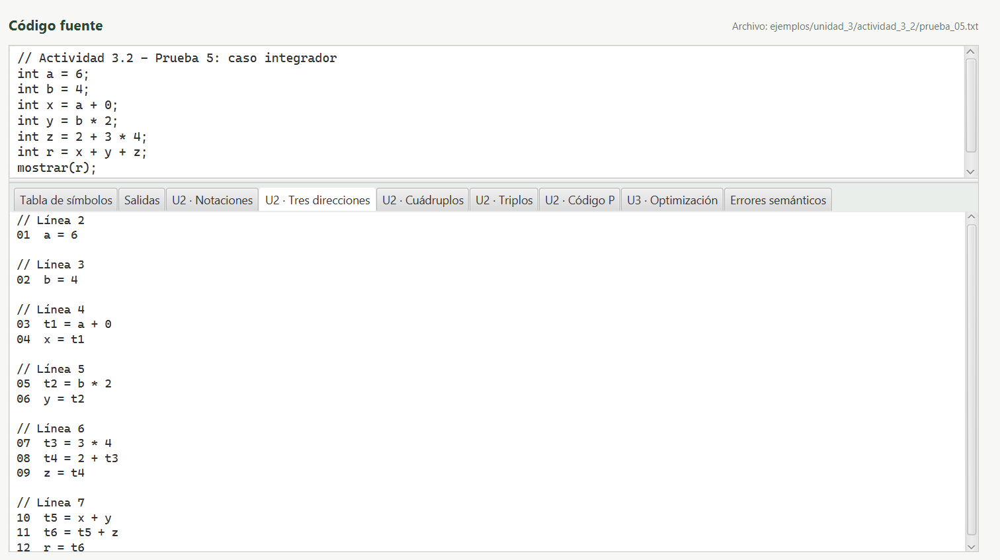 Código fuente
Archivo: ejemplos/unidad_3/actividad_3_2/prueba_05.txt
// Actividad 3.2 – Prueba 5: caso integrador
int a = 6;
int b = 4;
int x = a + 0;
int y = b * 2;
int z = 2 + 3 * 4;
int r = x + y + z;
mostrar(r);
Tabla de símbolos
Salidas
U2 · Notaciones
U2 · Tres direcciones
U2 · Cuádruplos
U2 · Triplos
U2 · Código P
U3 · Optimización
Errores semánticos
// Línea 2
01  a = 6
// Línea 3
02  b = 4
// Línea 4
03  t1 = a + 0
04  x = t1
// Línea 5
05  t2 = b * 2
06  y = t2
// Línea 6
07  t3 = 3 * 4
08  t4 = 2 + t3
09  z = t4
// Línea 7
10  t5 = x + y
11  t6 = t5 + z
12  r = t6